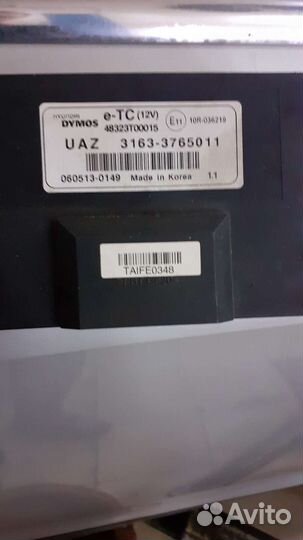 HYUNDAI
DYMOS
e-TC (12V)
48323T00015
E11
10R-036219
UAZ 3163-3765011
060513-0149 Made in Korea 1.1
TAIFE0348
Avito